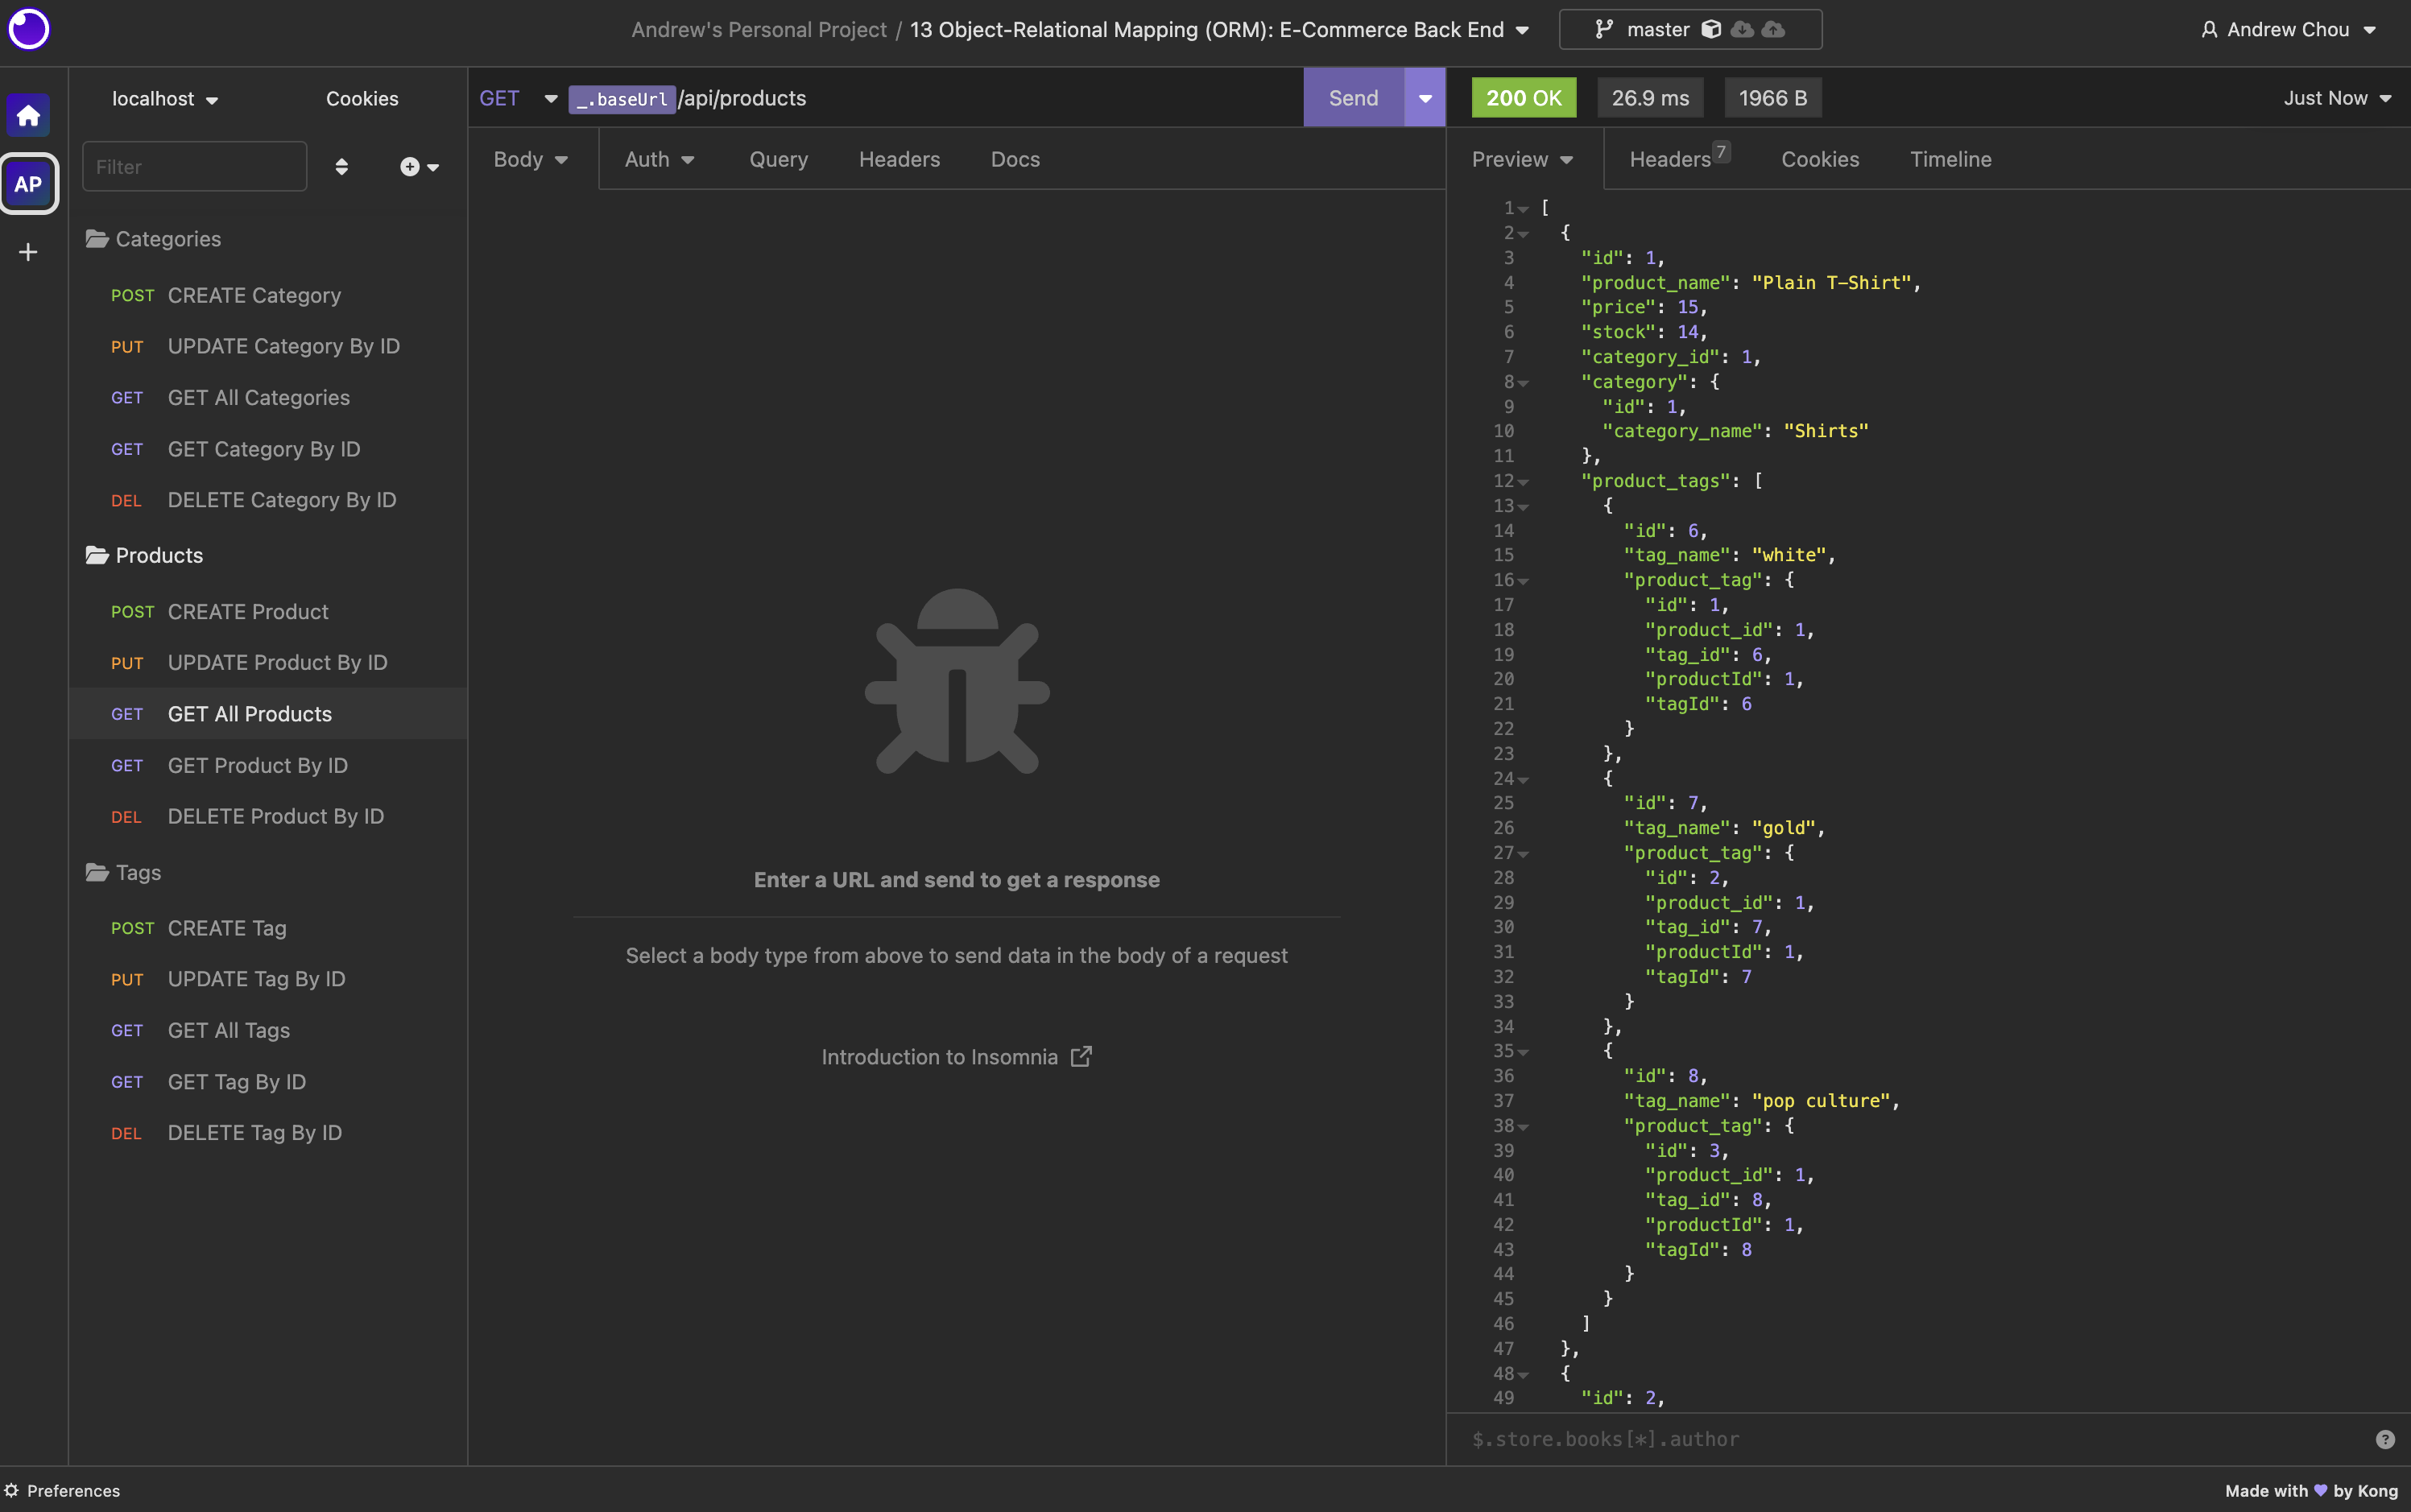 Andrew's Personal Project / 13 Object-Relational Mapping (ORM): E-Commerce Back End
master
Andrew Chou
AP
localhost
Cookies
Filter
Categories
POST CREATE Category
PUT UPDATE Category By ID
GET GET All Categories
GET GET Category By ID
DEL DELETE Category By ID
Products
POST CREATE Product
PUT UPDATE Product By ID
GET GET All Products
GET GET Product By ID
DEL DELETE Product By ID
Tags
POST CREATE Tag
PUT UPDATE Tag By ID
GET GET All Tags
GET GET Tag By ID
DEL DELETE Tag By ID
GET _.baseUrl/api/products
Send
Body Auth Query Headers Docs
Enter a URL and send to get a response
Select a body type from above to send data in the body of a request
Introduction to Insomnia
200 OK 26.9 ms 1966 B Just Now
Preview Headers 7 Cookies Timeline
1 [
2 {
3 "id": 1,
4 "product_name": "Plain T-Shirt",
5 "price": 15,
6 "stock": 14,
7 "category_id": 1,
8 "category": {
9 "id": 1,
10 "category_name": "Shirts"
11 },
12 "product_tags": [
13 {
14 "id": 6,
15 "tag_name": "white",
16 "product_tag": {
17 "id": 1,
18 "product_id": 1,
19 "tag_id": 6,
20 "productId": 1,
21 "tagId": 6
22 }
23 },
24 {
25 "id": 7,
26 "tag_name": "gold",
27 "product_tag": {
28 "id": 2,
29 "product_id": 1,
30 "tag_id": 7,
31 "productId": 1,
32 "tagId": 7
33 }
34 },
35 {
36 "id": 8,
37 "tag_name": "pop culture",
38 "product_tag": {
39 "id": 3,
40 "product_id": 1,
41 "tag_id": 8,
42 "productId": 1,
43 "tagId": 8
44 }
45 }
46 ]
47 },
48 {
49 "id": 2,
$.store.books[*].author
Preferences
Made with 💜 by Kong